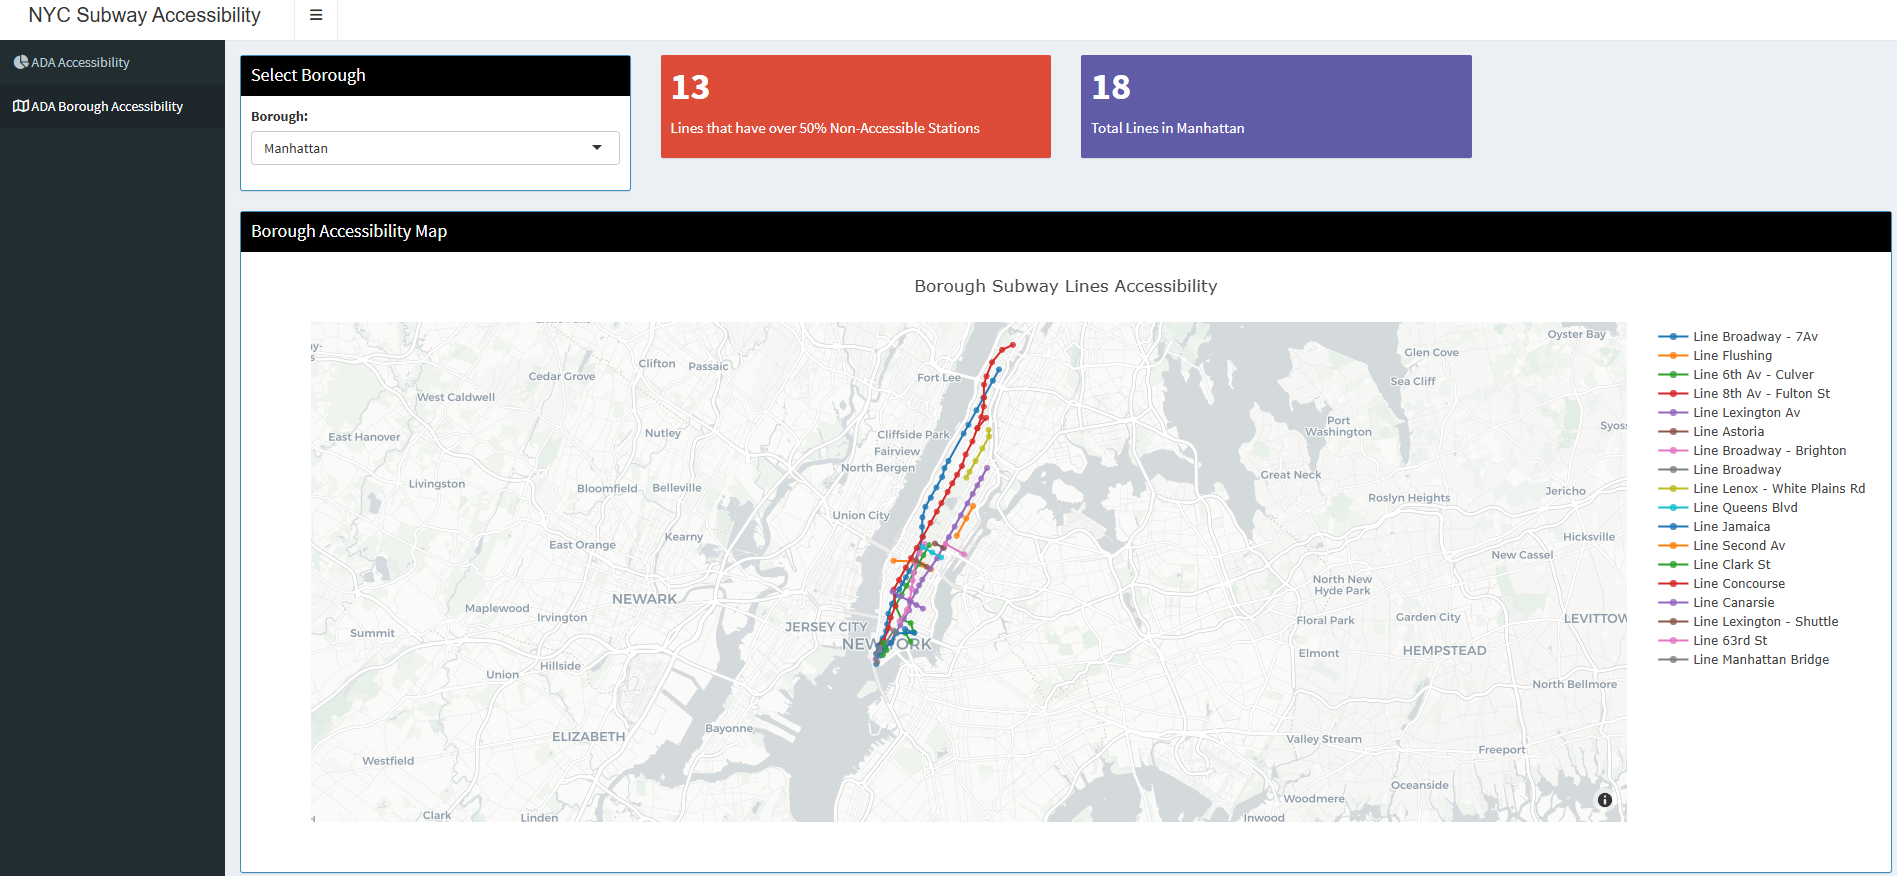 NYC Subway Accessibility
ADA Accessibility
ADA Borough Accessibility
Select Borough
Borough:
Manhattan
13
Lines that have over 50% Non-Accessible Stations
18
Total Lines in Manhattan
Borough Accessibility Map
Borough Subway Lines Accessibility
Oyster Bay
Glen Cove
Clifton
Passaic
Cedar Grove
Fort Lee
Sea Cliff
West Caldwell
Port
Washington
East Hanover
Nutley
Cliffside Park
Fairview
North Bergen
Great Neck
Livingston
Bloomfield
Belleville
Roslyn Heights
Jericho
Union City
Kearny
East Orange
Hicksville
New Cassel
North New
Hyde Park
NEWARK
Maplewood
Irvington
Garden City
LEVITTOW
Floral Park
JERSEY CITY
Summit
NEW YORK
Elmont
HEMPSTEAD
Hillside
Union
North Bellmore
Bayonne
ELIZABETH
Valley Stream
Freeport
Westfield
Oceanside
Woodmere
Clark
Linden
Inwood
Line Broadway - 7Av
Line Flushing
Line 6th Av - Culver
Line 8th Av - Fulton St
Line Lexington Av
Line Astoria
Line Broadway - Brighton
Line Broadway
Line Lenox - White Plains Rd
Line Queens Blvd
Line Jamaica
Line Second Av
Line Clark St
Line Concourse
Line Canarsie
Line Lexington - Shuttle
Line 63rd St
Line Manhattan Bridge